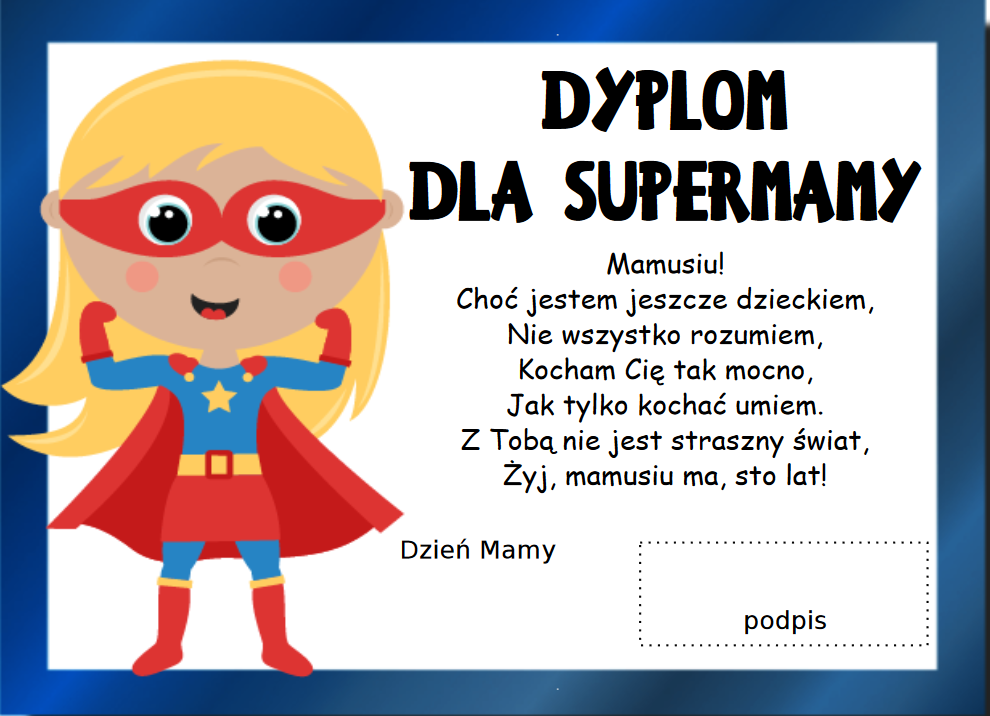 DYPLOM
DLA SUPERMAMY
Mamusiu!
Choć jestem jeszcze dzieckiem,
Nie wszystko rozumiem,
Kocham Cię tak mocno,
Jak tylko kochać umiem.
Z Tobą nie jest straszny świat,
Żyj, mamusiu ma, sto lat!
Dzień Mamy
podpis